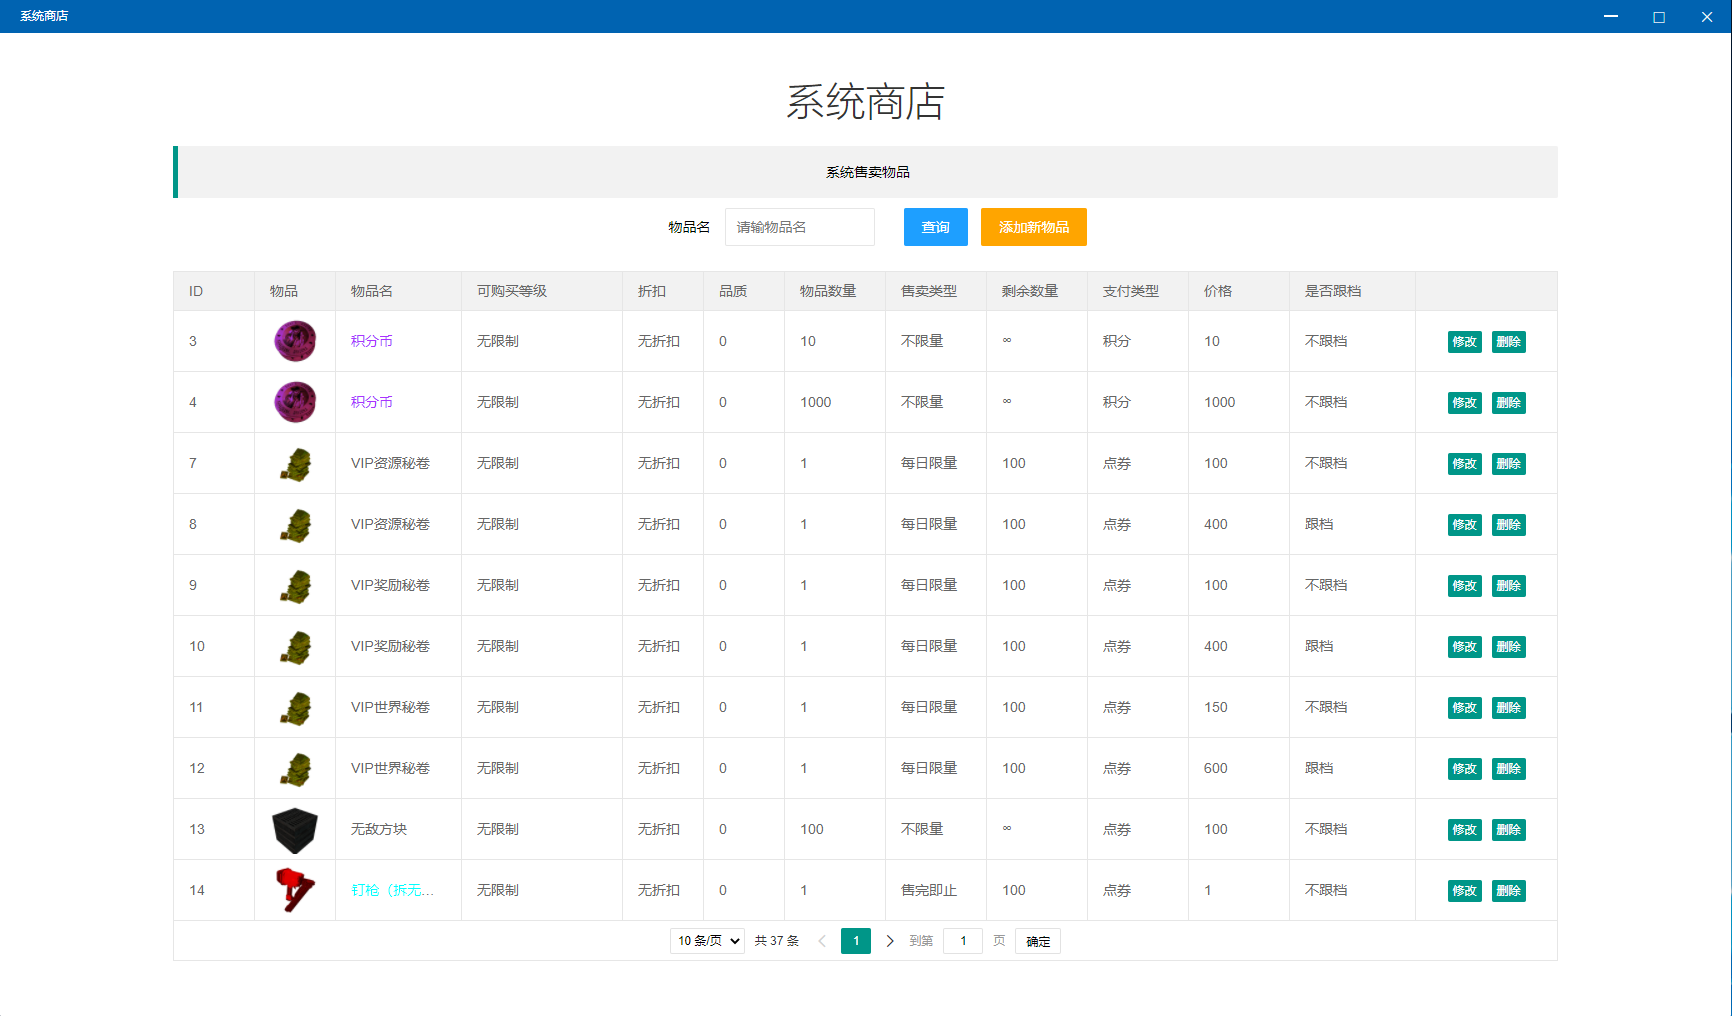 系统商店
系统商店
系统售卖物品
物品名 请输物品名 查询 添加新物品
ID 物品 物品名 可购买等级 折扣 品质 物品数量 售卖类型 剩余数量 支付类型 价格 是否跟档
3 积分币 无限制 无折扣 0 10 不限量 ∞ 积分 10 不跟档 修改 删除
4 积分币 无限制 无折扣 0 1000 不限量 ∞ 积分 1000 不跟档 修改 删除
7 VIP资源秘卷 无限制 无折扣 0 1 每日限量 100 点券 100 不跟档 修改 删除
8 VIP资源秘卷 无限制 无折扣 0 1 每日限量 100 点券 400 跟档 修改 删除
9 VIP奖励秘卷 无限制 无折扣 0 1 每日限量 100 点券 100 不跟档 修改 删除
10 VIP奖励秘卷 无限制 无折扣 0 1 每日限量 100 点券 400 跟档 修改 删除
11 VIP世界秘卷 无限制 无折扣 0 1 每日限量 100 点券 150 不跟档 修改 删除
12 VIP世界秘卷 无限制 无折扣 0 1 每日限量 100 点券 600 跟档 修改 删除
13 无敌方块 无限制 无折扣 0 100 不限量 ∞ 点券 100 不跟档 修改 删除
14 钉枪（拆无... 无限制 无折扣 0 1 售完即止 100 点券 1 不跟档 修改 删除
10 条/页 共 37 条 1 到第 1 页 确定